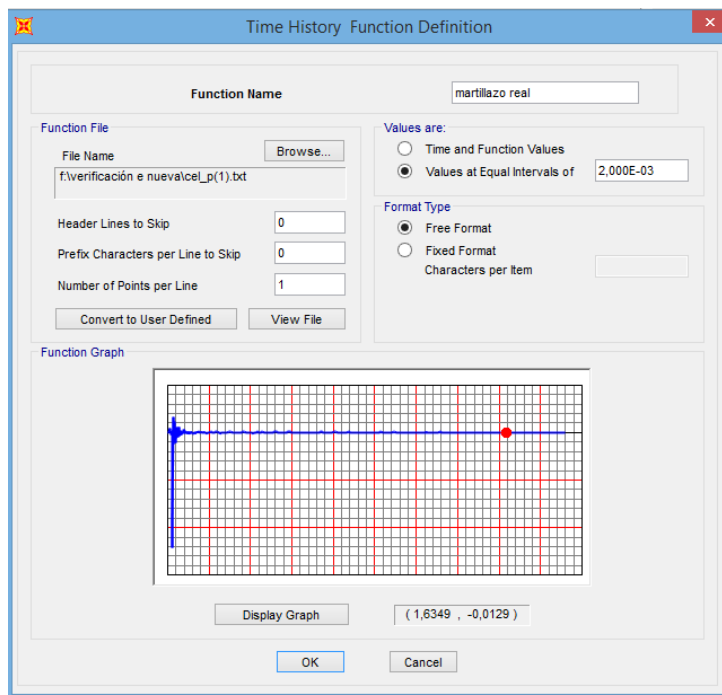 Time History Function Definition
Function Name
martillazo real
Function File
File Name
Browse...
f:\verificación e nueva\cel_p(1).txt
Header Lines to Skip
0
Prefix Characters per Line to Skip
0
Number of Points per Line
1
Convert to User Defined
View File
Values are:
Time and Function Values
Values at Equal Intervals of
2,000E-03
Format Type
Free Format
Fixed Format
Characters per Item
Function Graph
Display Graph
( 1,6349 , -0,0129 )
OK
Cancel